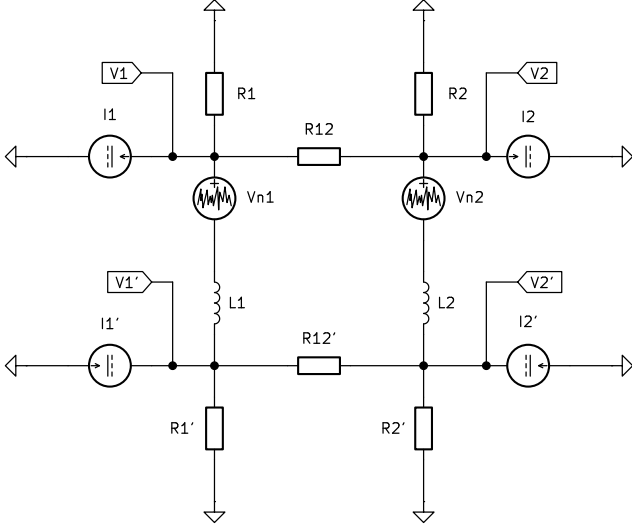 V1
V2
R1
R2
I1
I2
R12
Vn1
Vn2
V1′
V2′
L1
L2
I1′
I2′
R12′
R1′
R2′